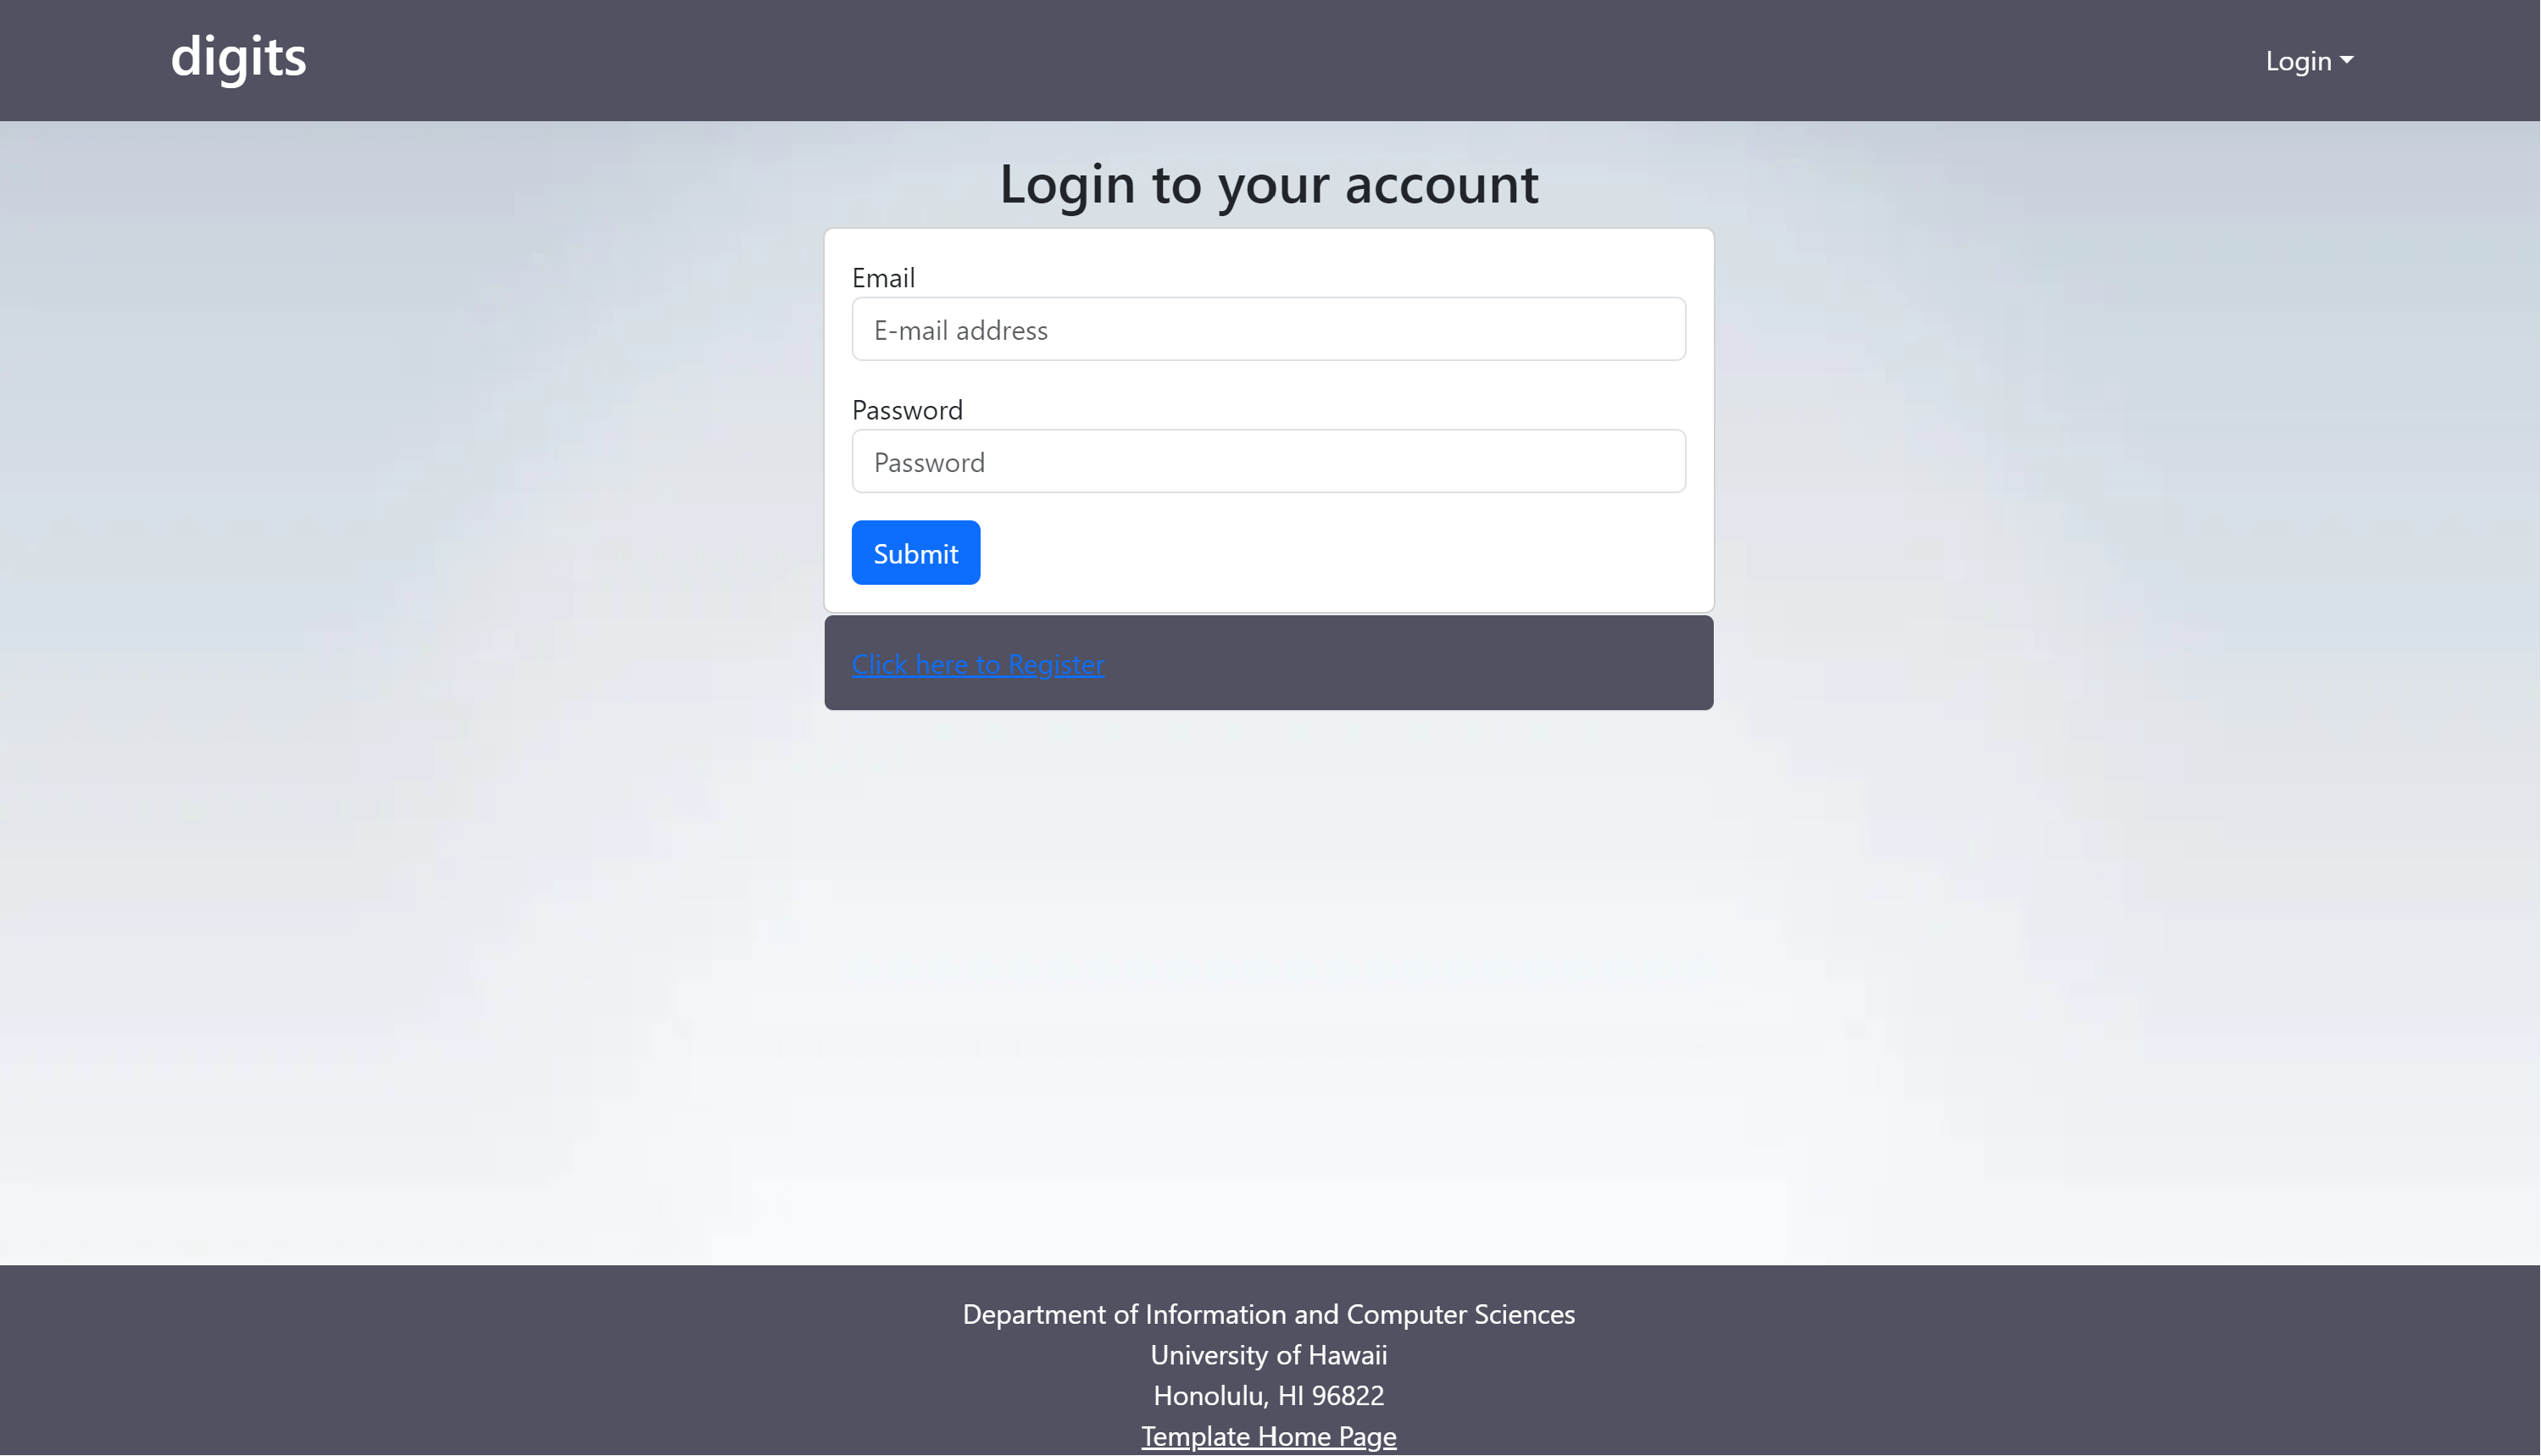 digits
Login
Login to your account
Email
E-mail address
Password
Password
Submit
Click here to Register
Department of Information and Computer Sciences
University of Hawaii
Honolulu, HI 96822
Template Home Page